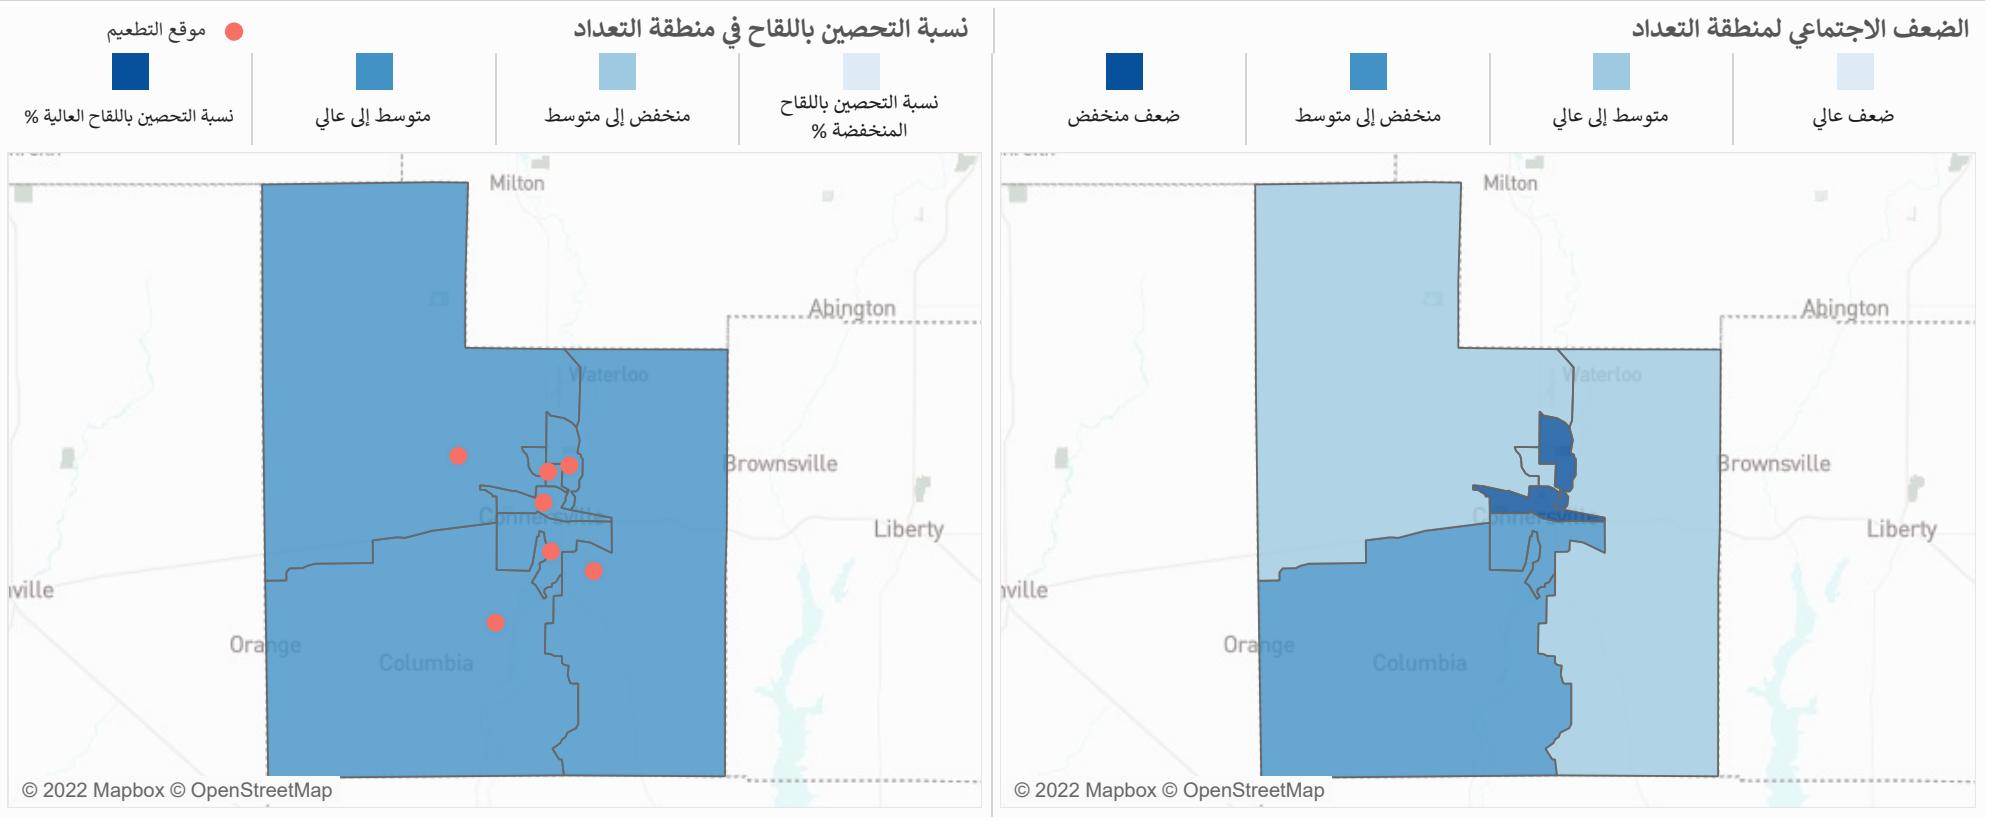 الضعف الاجتماعي لمنطقة التعداد
ضعف عالي
متوسط إلى عالي
منخفض إلى متوسط
ضعف منخفض
Milton
Abington
Waterloo
Brownsville
Connersville
Liberty
Orange
Columbia
© 2022 Mapbox © OpenStreetMap
نسبة التحصين باللقاح في منطقة التعداد
موقع التطعيم
نسبة التحصين باللقاح
المنخفضة %
منخفض إلى متوسط
متوسط إلى عالي
نسبة التحصين باللقاح العالية %
Milton
Abington
Waterloo
Brownsville
Connersville
Liberty
Orange
Columbia
© 2022 Mapbox © OpenStreetMap